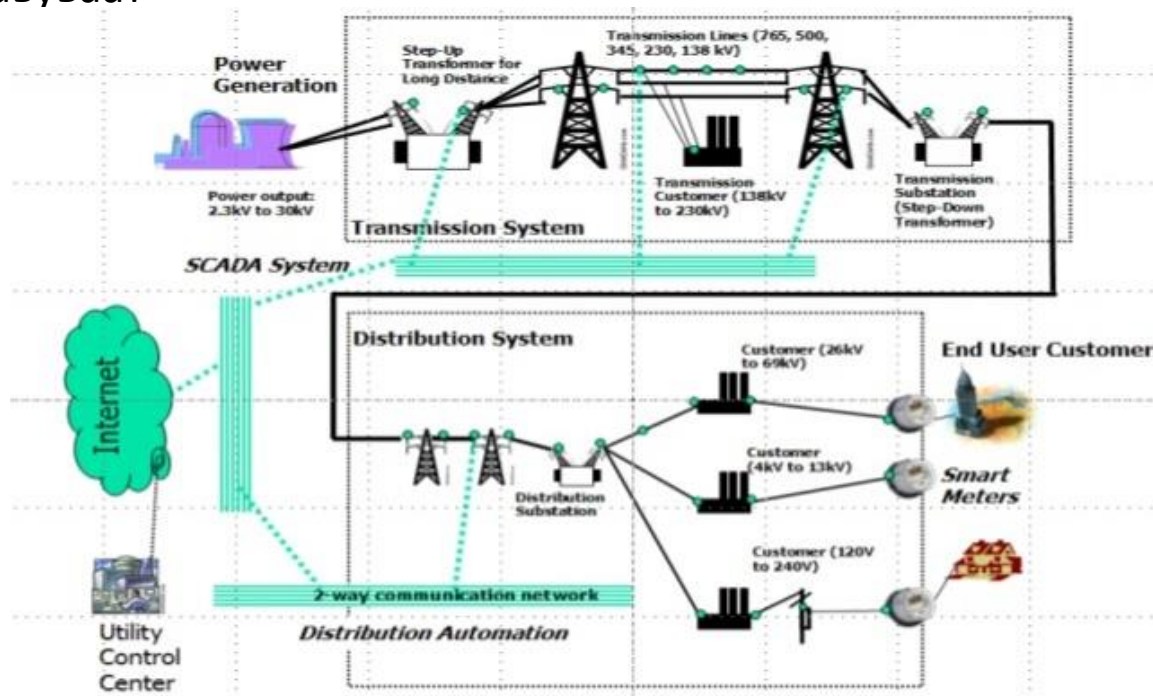 Power
Generation
Step-Up
Transformer for
Long Distance
Transmission Lines (765, 500,
345, 230, 138 kV)
Power output:
2.3kV to 30kV
Transmission
Customer (138kV
to 230kV)
Transmission
Substation
(Step-Down
Transformer)
Transmission System
SCADA System
Internet
Distribution System
Customer (26kV
to 69kV)
End User Customer
Customer
(4kV to 13kV)
Smart
Meters
Distribution
Substation
Customer (120V
to 240V)
2-way communication network
Distribution Automation
Utility
Control
Center